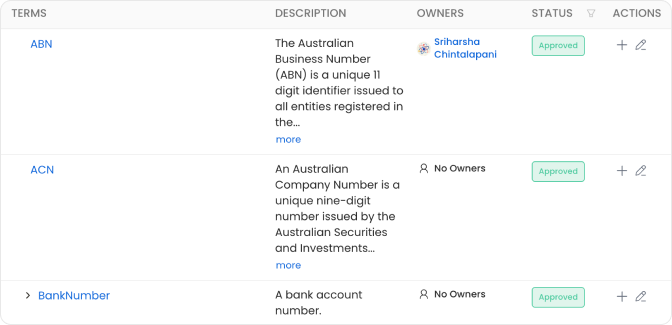 TERMS DESCRIPTION OWNERS STATUS ACTIONS
ABN
The Australian
Business Number
(ABN) is a unique 11
digit identifier issued to
all entities registered in
the...
more
Sriharsha
Chintalapani
Approved
ACN
An Australian
Company Number is a
unique nine-digit
number issued by the
Australian Securities
and Investments...
more
No Owners
Approved
BankNumber
A bank account
number.
No Owners
Approved